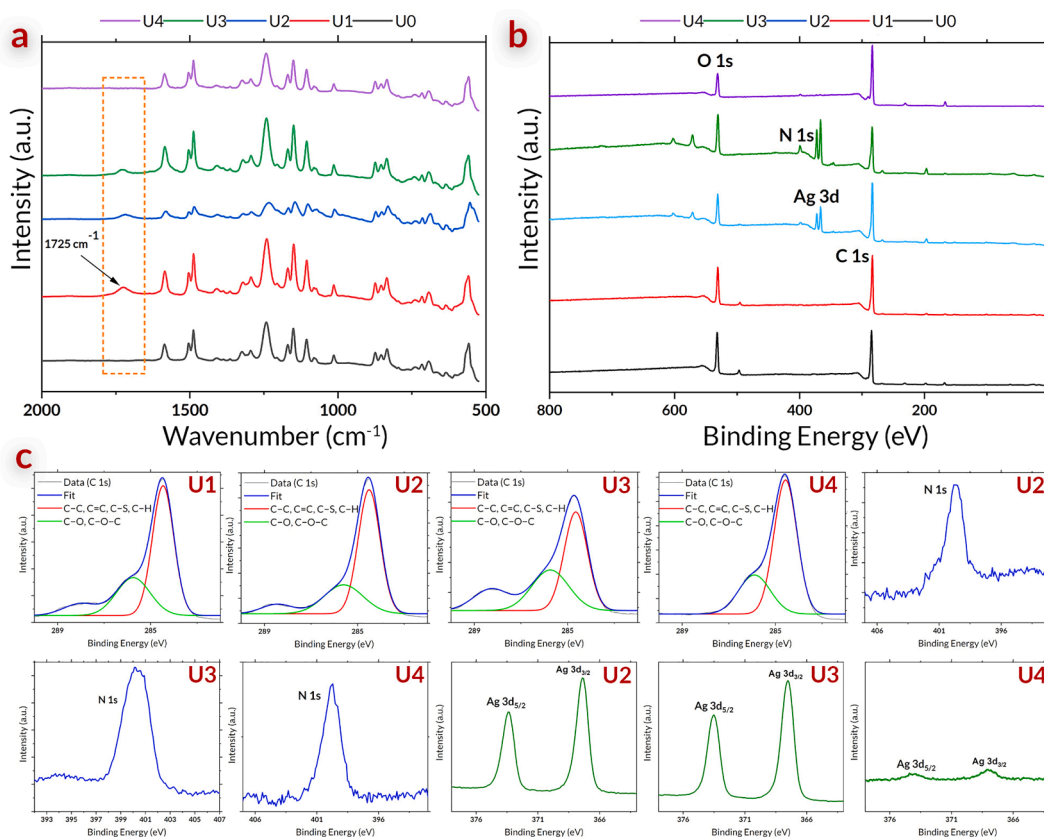 U4 U3 U2 U1 U0
a
Intensity (a.u.)
1725 cm⁻¹
2000 1500 1000 500
Wavenumber (cm⁻¹)
U4 U3 U2 U1 U0
b
Intensity (a.u.)
O 1s
N 1s
Ag 3d
C 1s
800 600 400 200
Binding Energy (eV)
c
U1
Data (C 1s)
Fit
C–C, C=C, C–S, C–H
C–O, C–O–C
Intensity (a.u.)
289 285
Binding Energy (eV)
U2
Data (C 1s)
Fit
C–C, C=C, C–S, C–H
C–O, C–O–C
Intensity (a.u.)
289 285
Binding Energy (eV)
U3
Data (C 1s)
Fit
C–C, C=C, C–S, C–H
C–O, C–O–C
Intensity (a.u.)
289 285
Binding Energy (eV)
U4
Data (C 1s)
Fit
C–C, C=C, C–S, C–H
C–O, C–O–C
Intensity (a.u.)
289 285
Binding Energy (eV)
U2
N 1s
Intensity (a.u.)
406 401 396
Binding Energy (eV)
U3
N 1s
Intensity (a.u.)
393 395 397 399 401 403 405 407
Binding Energy (eV)
U4
N 1s
Intensity (a.u.)
406 401 396
Binding Energy (eV)
U2
Ag 3d₃/₂
Ag 3d₅/₂
Intensity (a.u.)
376 371 366
Binding Energy (eV)
U3
Ag 3d₃/₂
Ag 3d₅/₂
Intensity (a.u.)
376 371 366
Binding Energy (eV)
U4
Ag 3d₅/₂ Ag 3d₃/₂
Intensity (a.u.)
376 371 366
Binding Energy (eV)